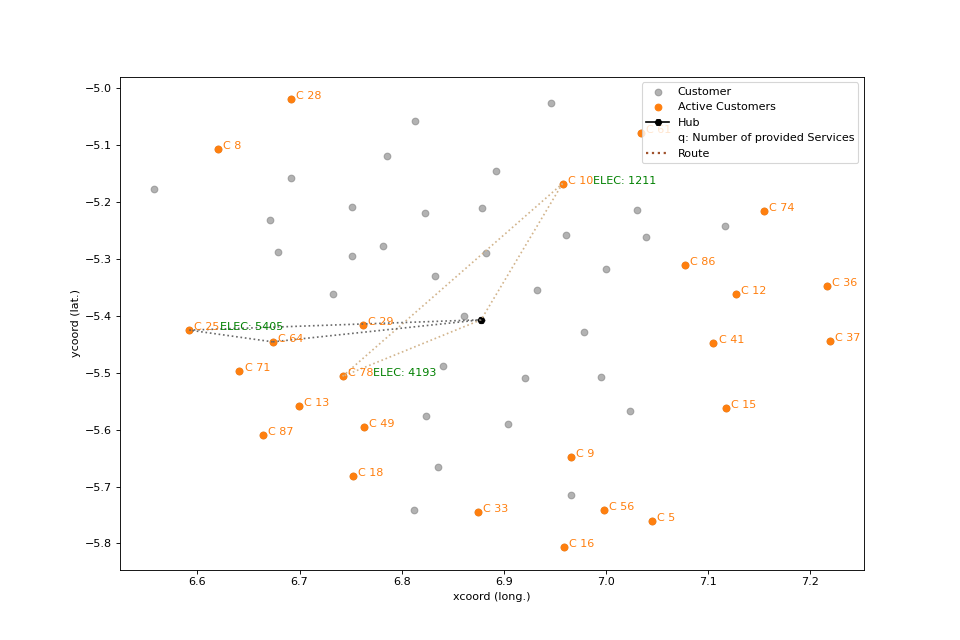 −5.0
−5.1
−5.2
−5.3
−5.4
−5.5
−5.6
−5.7
−5.8
ycoord (lat.)
6.6
6.7
6.8
6.9
7.0
7.1
7.2
xcoord (long.)
Customer
Active Customers
Hub
q: Number of provided Services
Route
C 28
C 8
C 10
ELEC: 1211
C 74
C 86
C 36
C 12
C 25
ELEC: 5405
C 29
C 64
C 37
C 41
C 71
C 78
ELEC: 4193
C 13
C 15
C 49
C 87
C 9
C 18
C 33
C 56
C 5
C 16